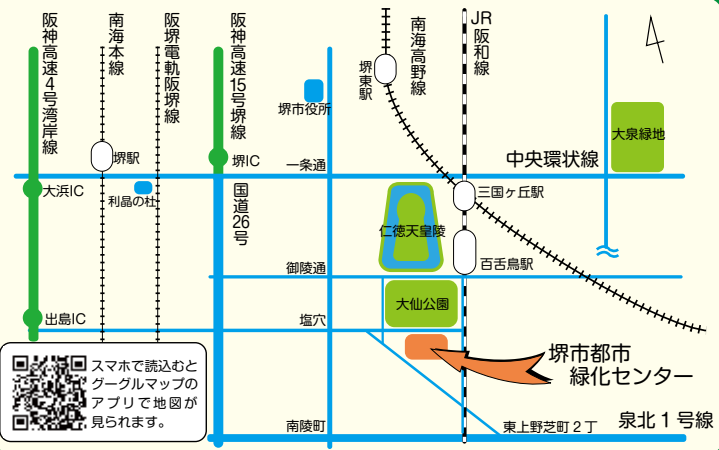 阪神高速4号湾岸線
南海本線
阪堺電軌阪堺線
阪神高速15号堺線
南海高野線
JR阪和線
堺東駅
堺市役所
大泉緑地
堺駅
堺IC
一条通
中央環状線
大浜IC
利晶の杜
国道26号
三国ヶ丘駅
仁徳天皇陵
百舌鳥駅
御陵通
大仙公園
出島IC
塩穴
堺市都市
緑化センター
スマホで読込むと
グーグルマップの
アプリで地図が
見られます。
南陵町
東上野芝町2丁
泉北1号線